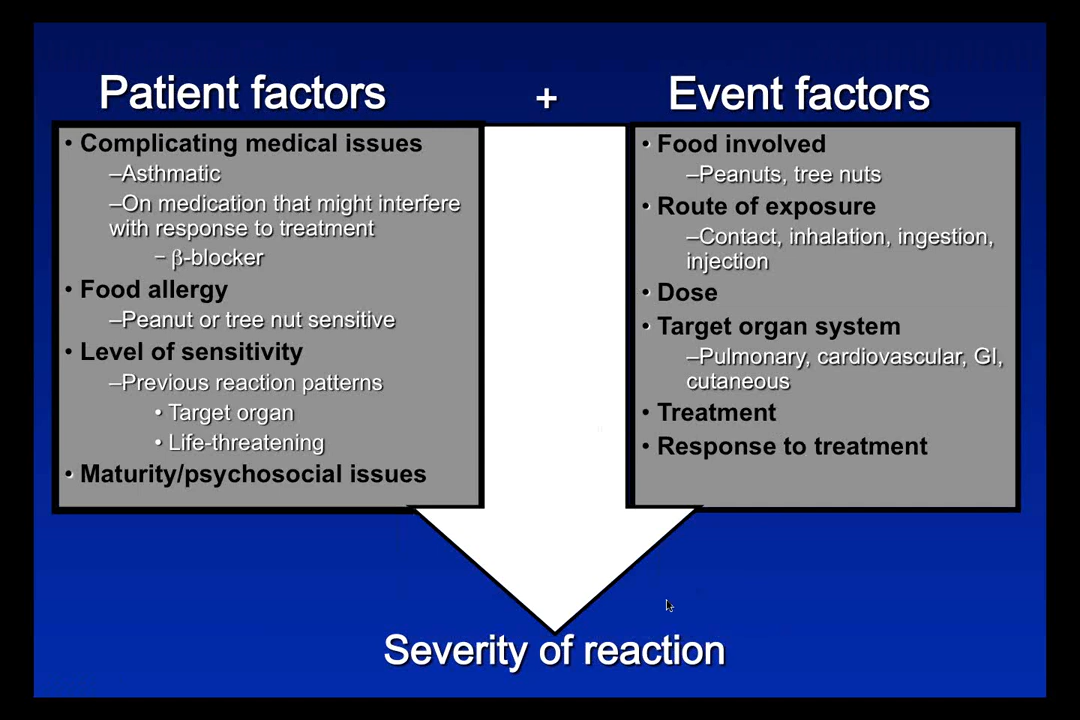 Patient factors
+
Event factors
• Complicating medical issues
–Asthmatic
–On medication that might interfere
with response to treatment
– β-blocker
• Food allergy
–Peanut or tree nut sensitive
• Level of sensitivity
–Previous reaction patterns
• Target organ
• Life-threatening
• Maturity/psychosocial issues
• Food involved
–Peanuts, tree nuts
• Route of exposure
–Contact, inhalation, ingestion,
injection
• Dose
• Target organ system
–Pulmonary, cardiovascular, GI,
cutaneous
• Treatment
• Response to treatment
Severity of reaction